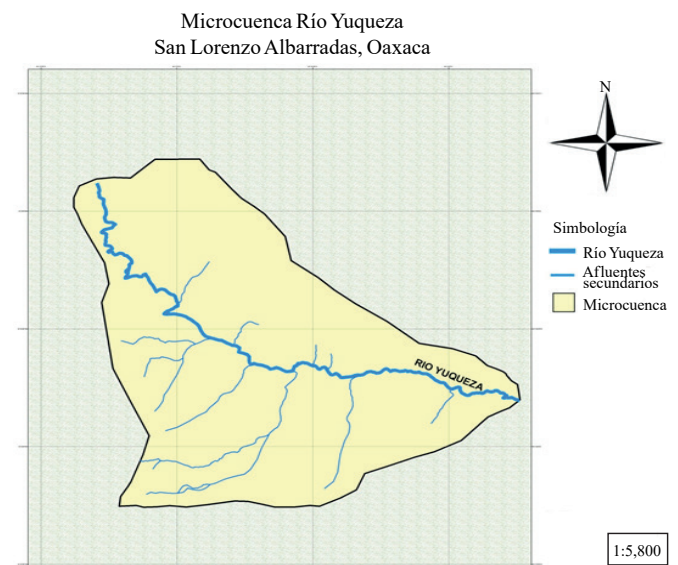 Microcuenca Río Yuqueza
San Lorenzo Albarradas, Oaxaca
N
Simbología
Río Yuqueza
Afluentes
secundarios
Microcuenca
RIO YUQUEZA
1:5,800